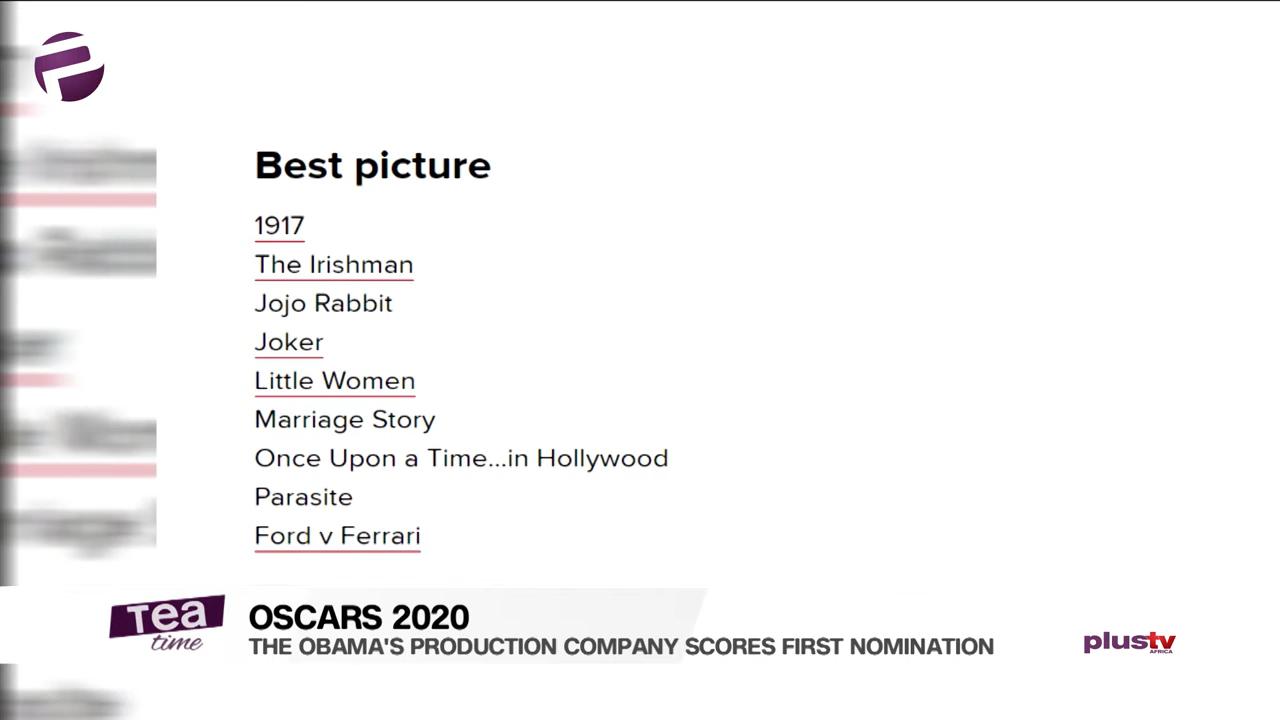 Best picture
1917
The Irishman
Jojo Rabbit
Joker
Little Women
Marriage Story
Once Upon a Time...in Hollywood
Parasite
Ford v Ferrari
Tea
time
OSCARS 2020
THE OBAMA'S PRODUCTION COMPANY SCORES FIRST NOMINATION
plustv
AFRICA